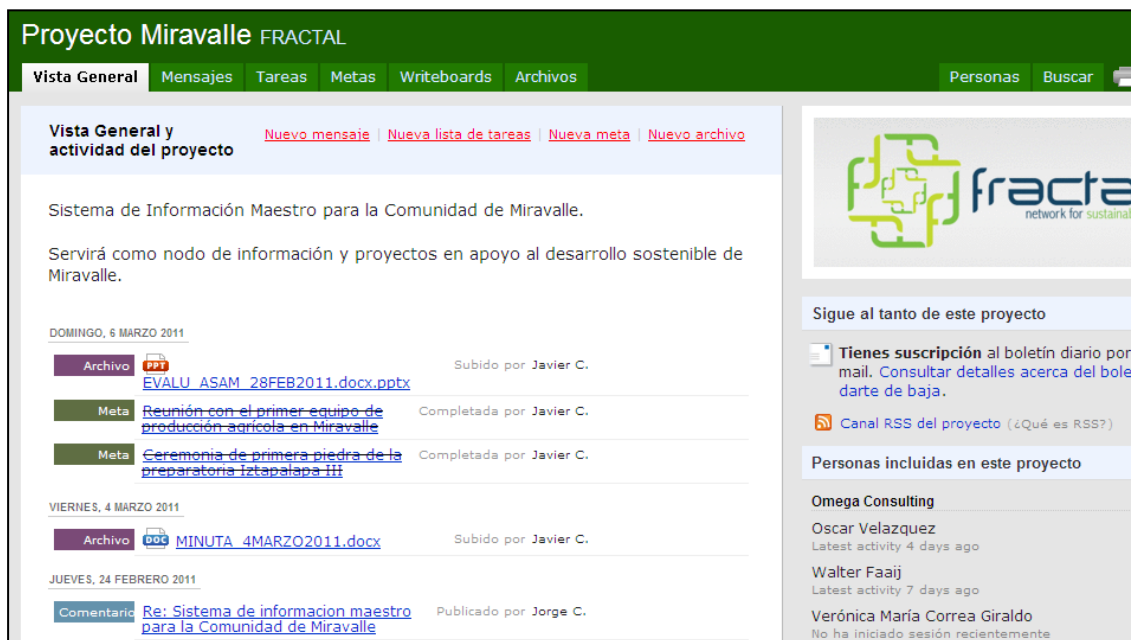 Proyecto Miravalle FRACTAL
Vista General Mensajes Tareas Metas Writeboards Archivos Personas Buscar
Vista General y
actividad del proyecto
Nuevo mensaje | Nueva lista de tareas | Nueva meta | Nuevo archivo
Sistema de Información Maestro para la Comunidad de Miravalle.
Servirá como nodo de información y proyectos en apoyo al desarrollo sostenible de
Miravalle.
DOMINGO, 6 MARZO 2011
Archivo PPT Subido por Javier C.
EVALU_ASAM_28FEB2011.docx.pptx
Meta Reunión con el primer equipo de Completada por Javier C.
producción agrícola en Miravalle
Meta Ceremonia de primera piedra de la Completada por Javier C.
preparatoria Iztapalapa III
VIERNES, 4 MARZO 2011
Archivo DOC MINUTA_4MARZO2011.docx Subido por Javier C.
JUEVES, 24 FEBRERO 2011
Comentario Re: Sistema de informacion maestro Publicado por Jorge C.
para la Comunidad de Miravalle
fracta
network for sustainab
Sigue al tanto de este proyecto
Tienes suscripción al boletín diario por
mail. Consultar detalles acerca del bole
darte de baja.
Canal RSS del proyecto (¿Qué es RSS?)
Personas incluidas en este proyecto
Omega Consulting
Oscar Velazquez
Latest activity 4 days ago
Walter Faaij
Latest activity 7 days ago
Verónica María Correa Giraldo
No ha iniciado sesión recientemente